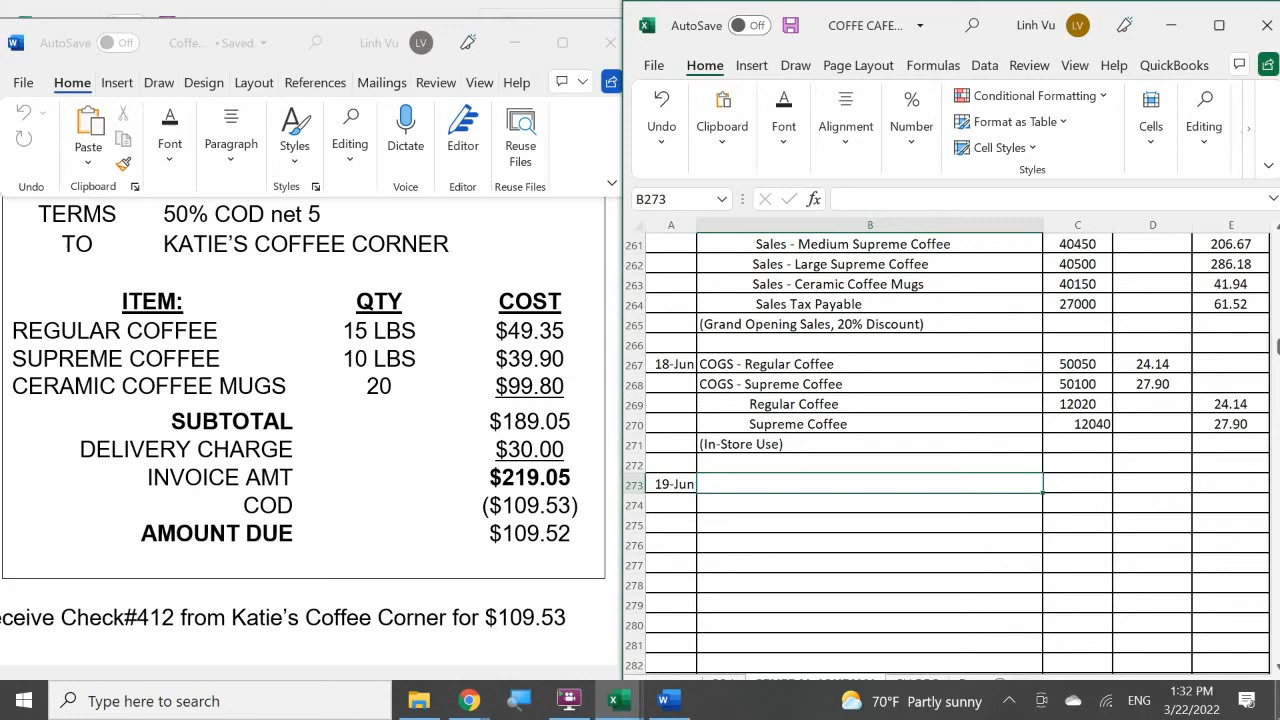 AutoSave Off Coffe... • Saved Linh Vu LV
File Home Insert Draw Design Layout References Mailings Review View Help
Undo Paste Clipboard Font Paragraph Styles Styles Editing Dictate Voice Editor Editor Reuse Files Reuse Files
TERMS 50% COD net 5
TO KATIE'S COFFEE CORNER
ITEM: QTY COST
REGULAR COFFEE 15 LBS $49.35
SUPREME COFFEE 10 LBS $39.90
CERAMIC COFFEE MUGS 20 $99.80
SUBTOTAL $189.05
DELIVERY CHARGE $30.00
INVOICE AMT $219.05
COD ($109.53)
AMOUNT DUE $109.52
eceive Check#412 from Katie's Coffee Corner for $109.53
AutoSave Off COFFE CAFE... Linh Vu LV
File Home Insert Draw Page Layout Formulas Data Review View Help QuickBooks
Undo Clipboard Font Alignment Number Conditional Formatting Format as Table Cell Styles Styles Cells Editing
B273 fx
A B C D E
261 Sales - Medium Supreme Coffee 40450 206.67
262 Sales - Large Supreme Coffee 40500 286.18
263 Sales - Ceramic Coffee Mugs 40150 41.94
264 Sales Tax Payable 27000 61.52
265 (Grand Opening Sales, 20% Discount)
266
267 18-Jun COGS - Regular Coffee 50050 24.14
268 COGS - Supreme Coffee 50100 27.90
269 Regular Coffee 12020 24.14
270 Supreme Coffee 12040 27.90
271 (In-Store Use)
272
273 19-Jun
274
275
276
277
278
279
280
281
282
Type here to search 70°F Partly sunny ENG 1:32 PM
3/22/2022